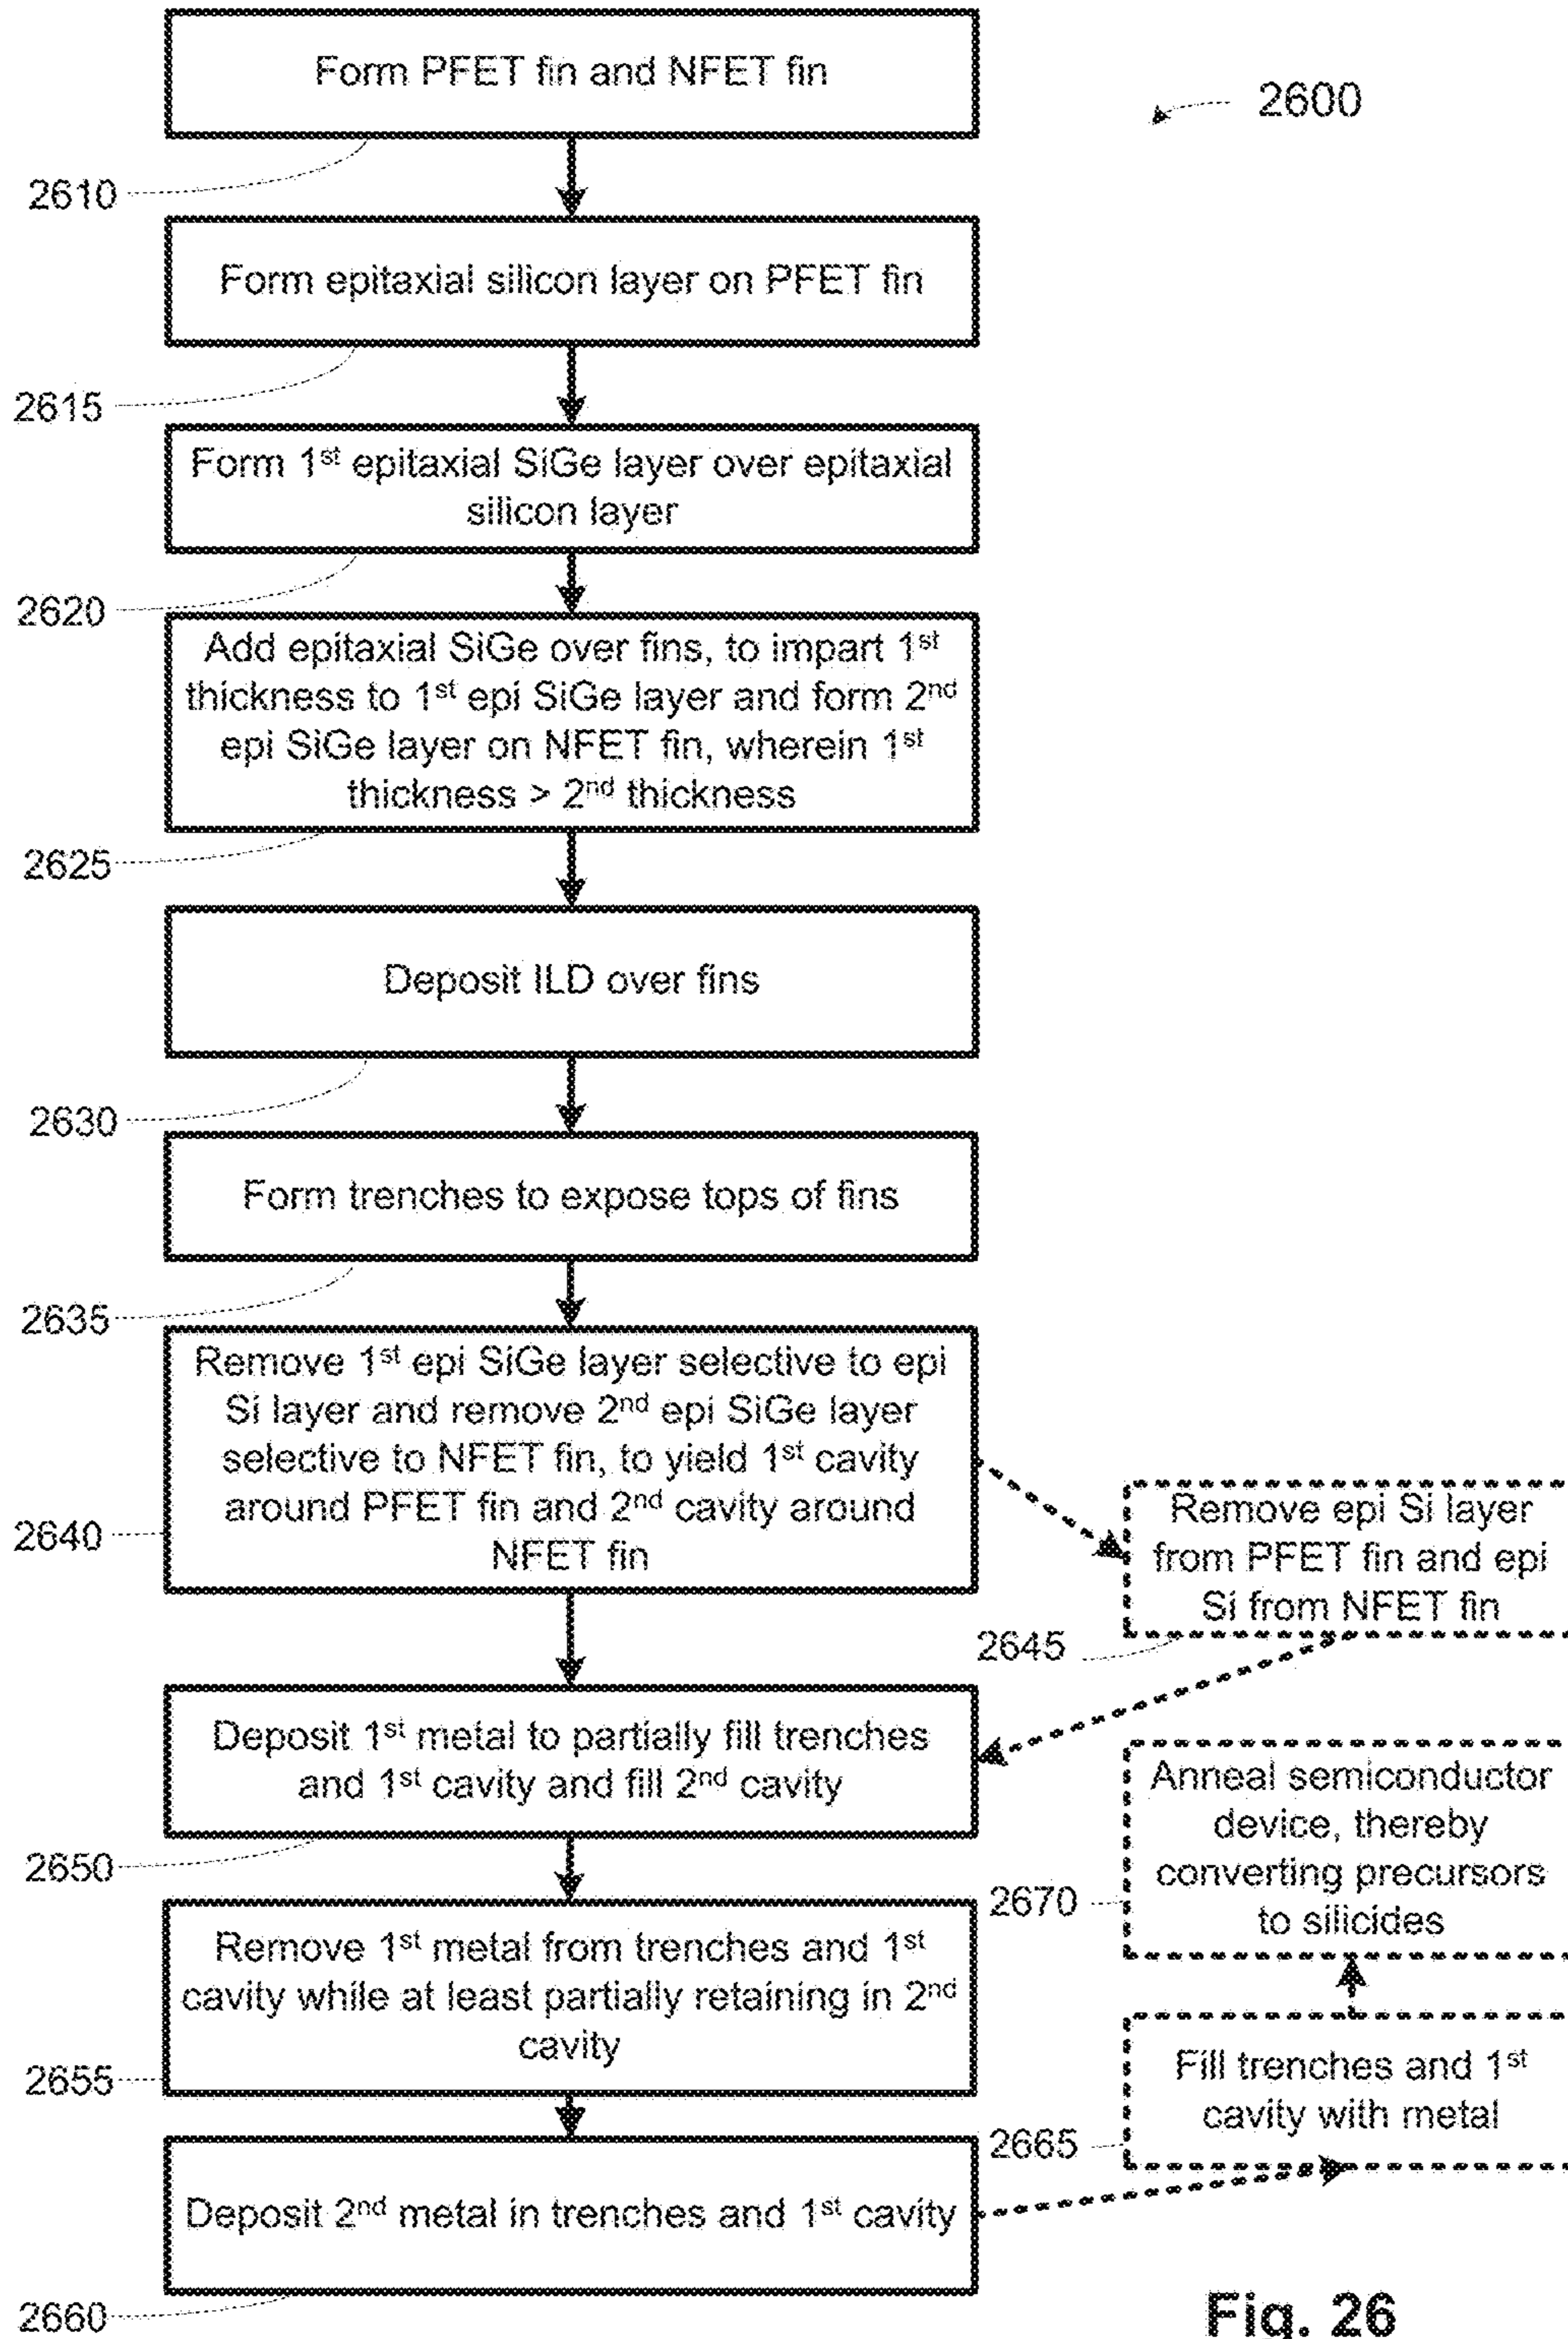 Form PFET fin and NFET fin
2600
2610
Form epitaxial silicon layer on PFET fin
2615
Form 1st epitaxial SiGe layer over epitaxial
silicon layer
2620
Add epitaxial SiGe over fins, to impart 1st
thickness to 1st epi SiGe layer and form 2nd
epi SiGe layer on NFET fin, wherein 1st
thickness > 2nd thickness
2625
Deposit ILD over fins
2630
Form trenches to expose tops of fins
2635
Remove 1st epi SiGe layer selective to epi
Si layer and remove 2nd epi SiGe layer
selective to NFET fin, to yield 1st cavity
around PFET fin and 2nd cavity around
NFET fin
2640
Remove epi Si layer
from PFET fin and epi
Si from NFET fin
2645
Deposit 1st metal to partially fill trenches
and 1st cavity and fill 2nd cavity
2650
Anneal semiconductor
device, thereby
converting precursors
to silicides
2670
Remove 1st metal from trenches and 1st
cavity while at least partially retaining in 2nd
cavity
2655
Fill trenches and 1st
cavity with metal
2665
Deposit 2nd metal in trenches and 1st cavity
2660
Fig. 26